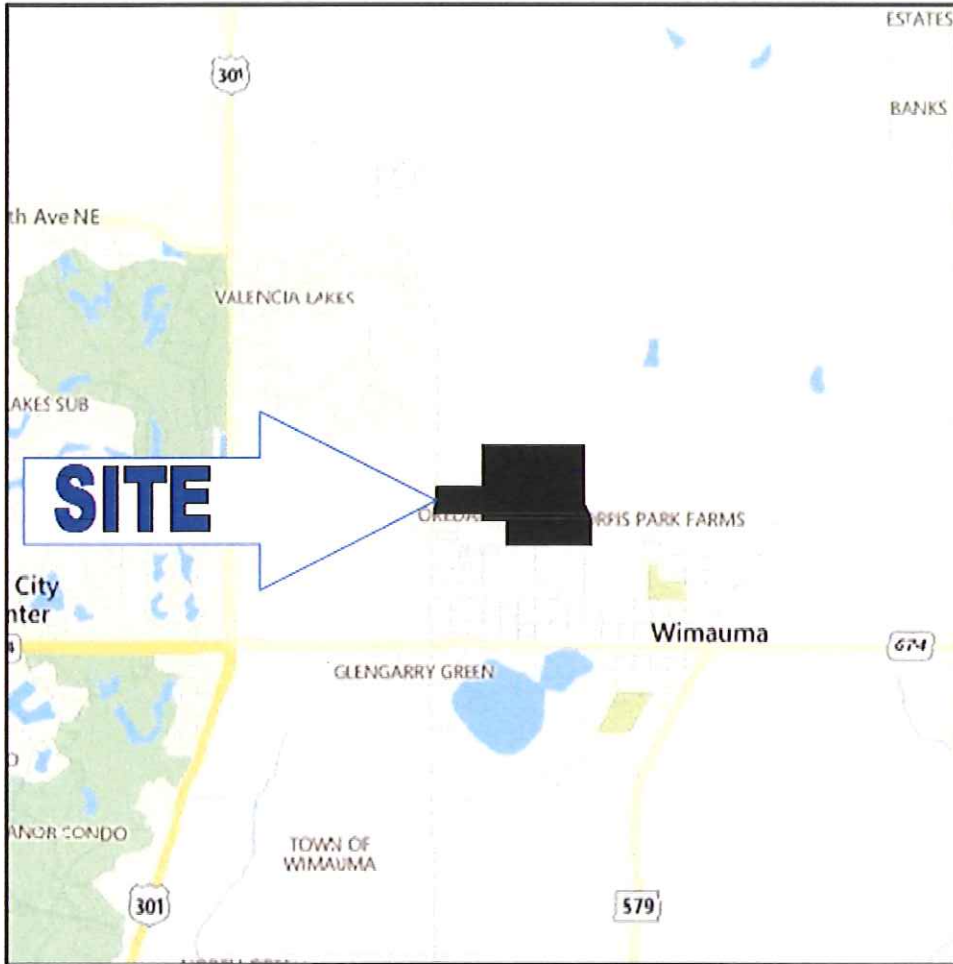 ESTATES
301
BANKS
th Ave NE
VALENCIA LAKES
AKES SUB
SITE
ORFIS PARK FARMS
City
nter
Wimauma
674
GLENGARRY GREEN
ANOR CONDO
TOWN OF
WIMAUMA
301
579